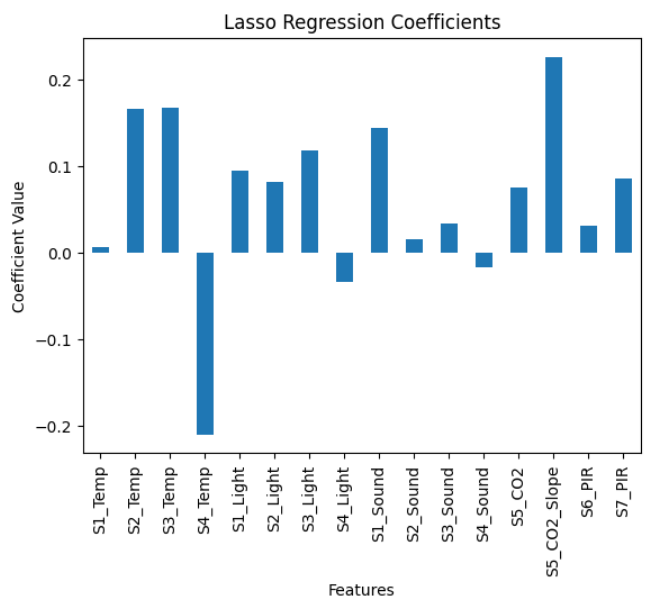 Lasso Regression Coefficients
Coefficient Value
0.2
0.1
0.0
−0.1
−0.2
S1_Temp
S2_Temp
S3_Temp
S4_Temp
S1_Light
S2_Light
S3_Light
S4_Light
S1_Sound
S2_Sound
S3_Sound
S4_Sound
S5_CO2
S5_CO2_Slope
S6_PIR
S7_PIR
Features